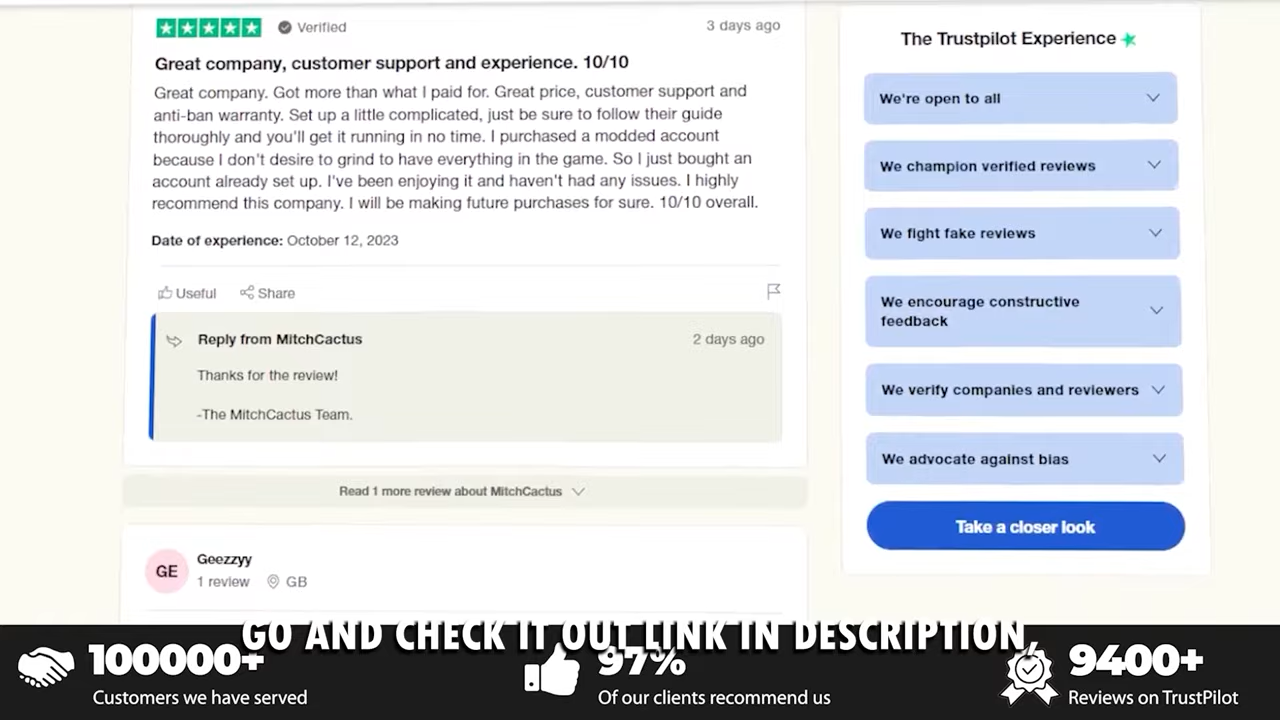 Verified
3 days ago
Great company, customer support and experience. 10/10
Great company. Got more than what I paid for. Great price, customer support and
anti-ban warranty. Set up a little complicated, just be sure to follow their guide
thoroughly and you'll get it running in no time. I purchased a modded account
because I don't desire to grind to have everything in the game. So I just bought an
account already set up. I've been enjoying it and haven't had any issues. I highly
recommend this company. I will be making future purchases for sure. 10/10 overall.
Date of experience: October 12, 2023
Useful
Share
Reply from MitchCactus
2 days ago
Thanks for the review!
-The MitchCactus Team.
Read 1 more review about MitchCactus
GE
Geezzyy
1 review
GB
The Trustpilot Experience
We're open to all
We champion verified reviews
We fight fake reviews
We encourage constructive
feedback
We verify companies and reviewers
We advocate against bias
Take a closer look
GO AND CHECK IT OUT LINK IN DESCRIPTION,
100000+
Customers we have served
97%
Of our clients recommend us
9400+
Reviews on TrustPilot